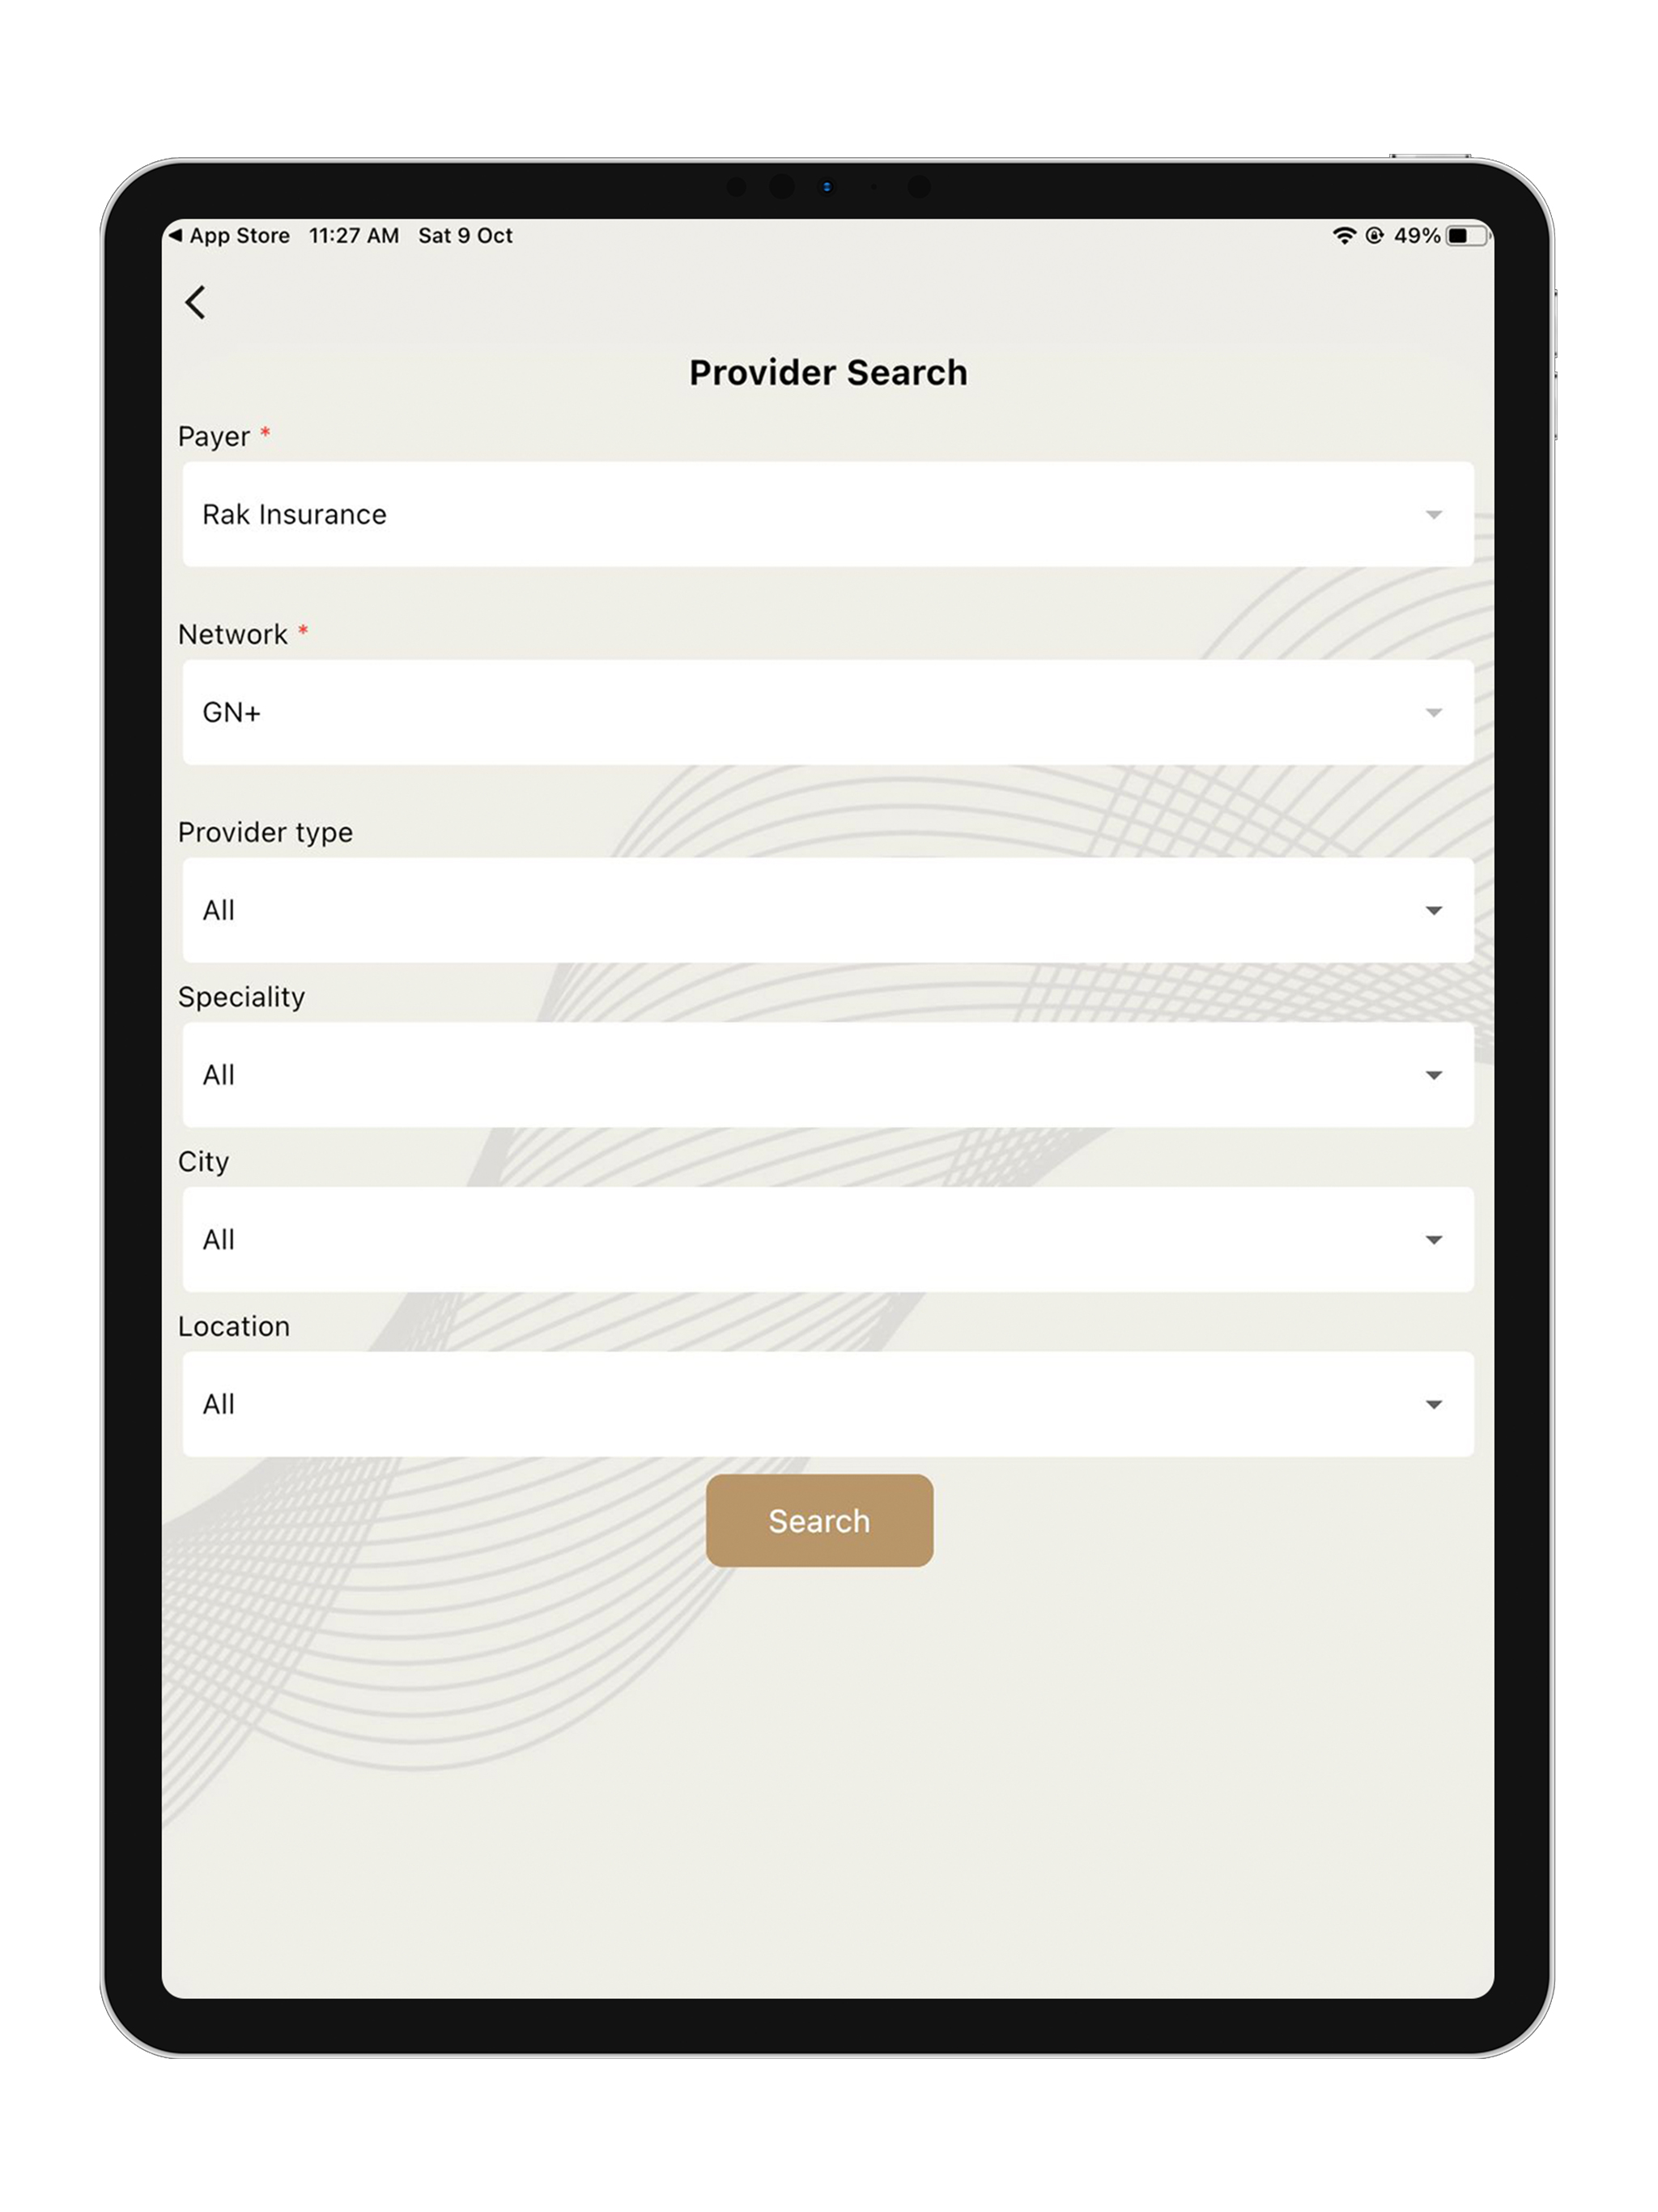 ◀ App Store 11:27 AM Sat 9 Oct 49%
Provider Search
Payer *
Rak Insurance
Network *
GN+
Provider type
All
Speciality
All
City
All
Location
All
Search